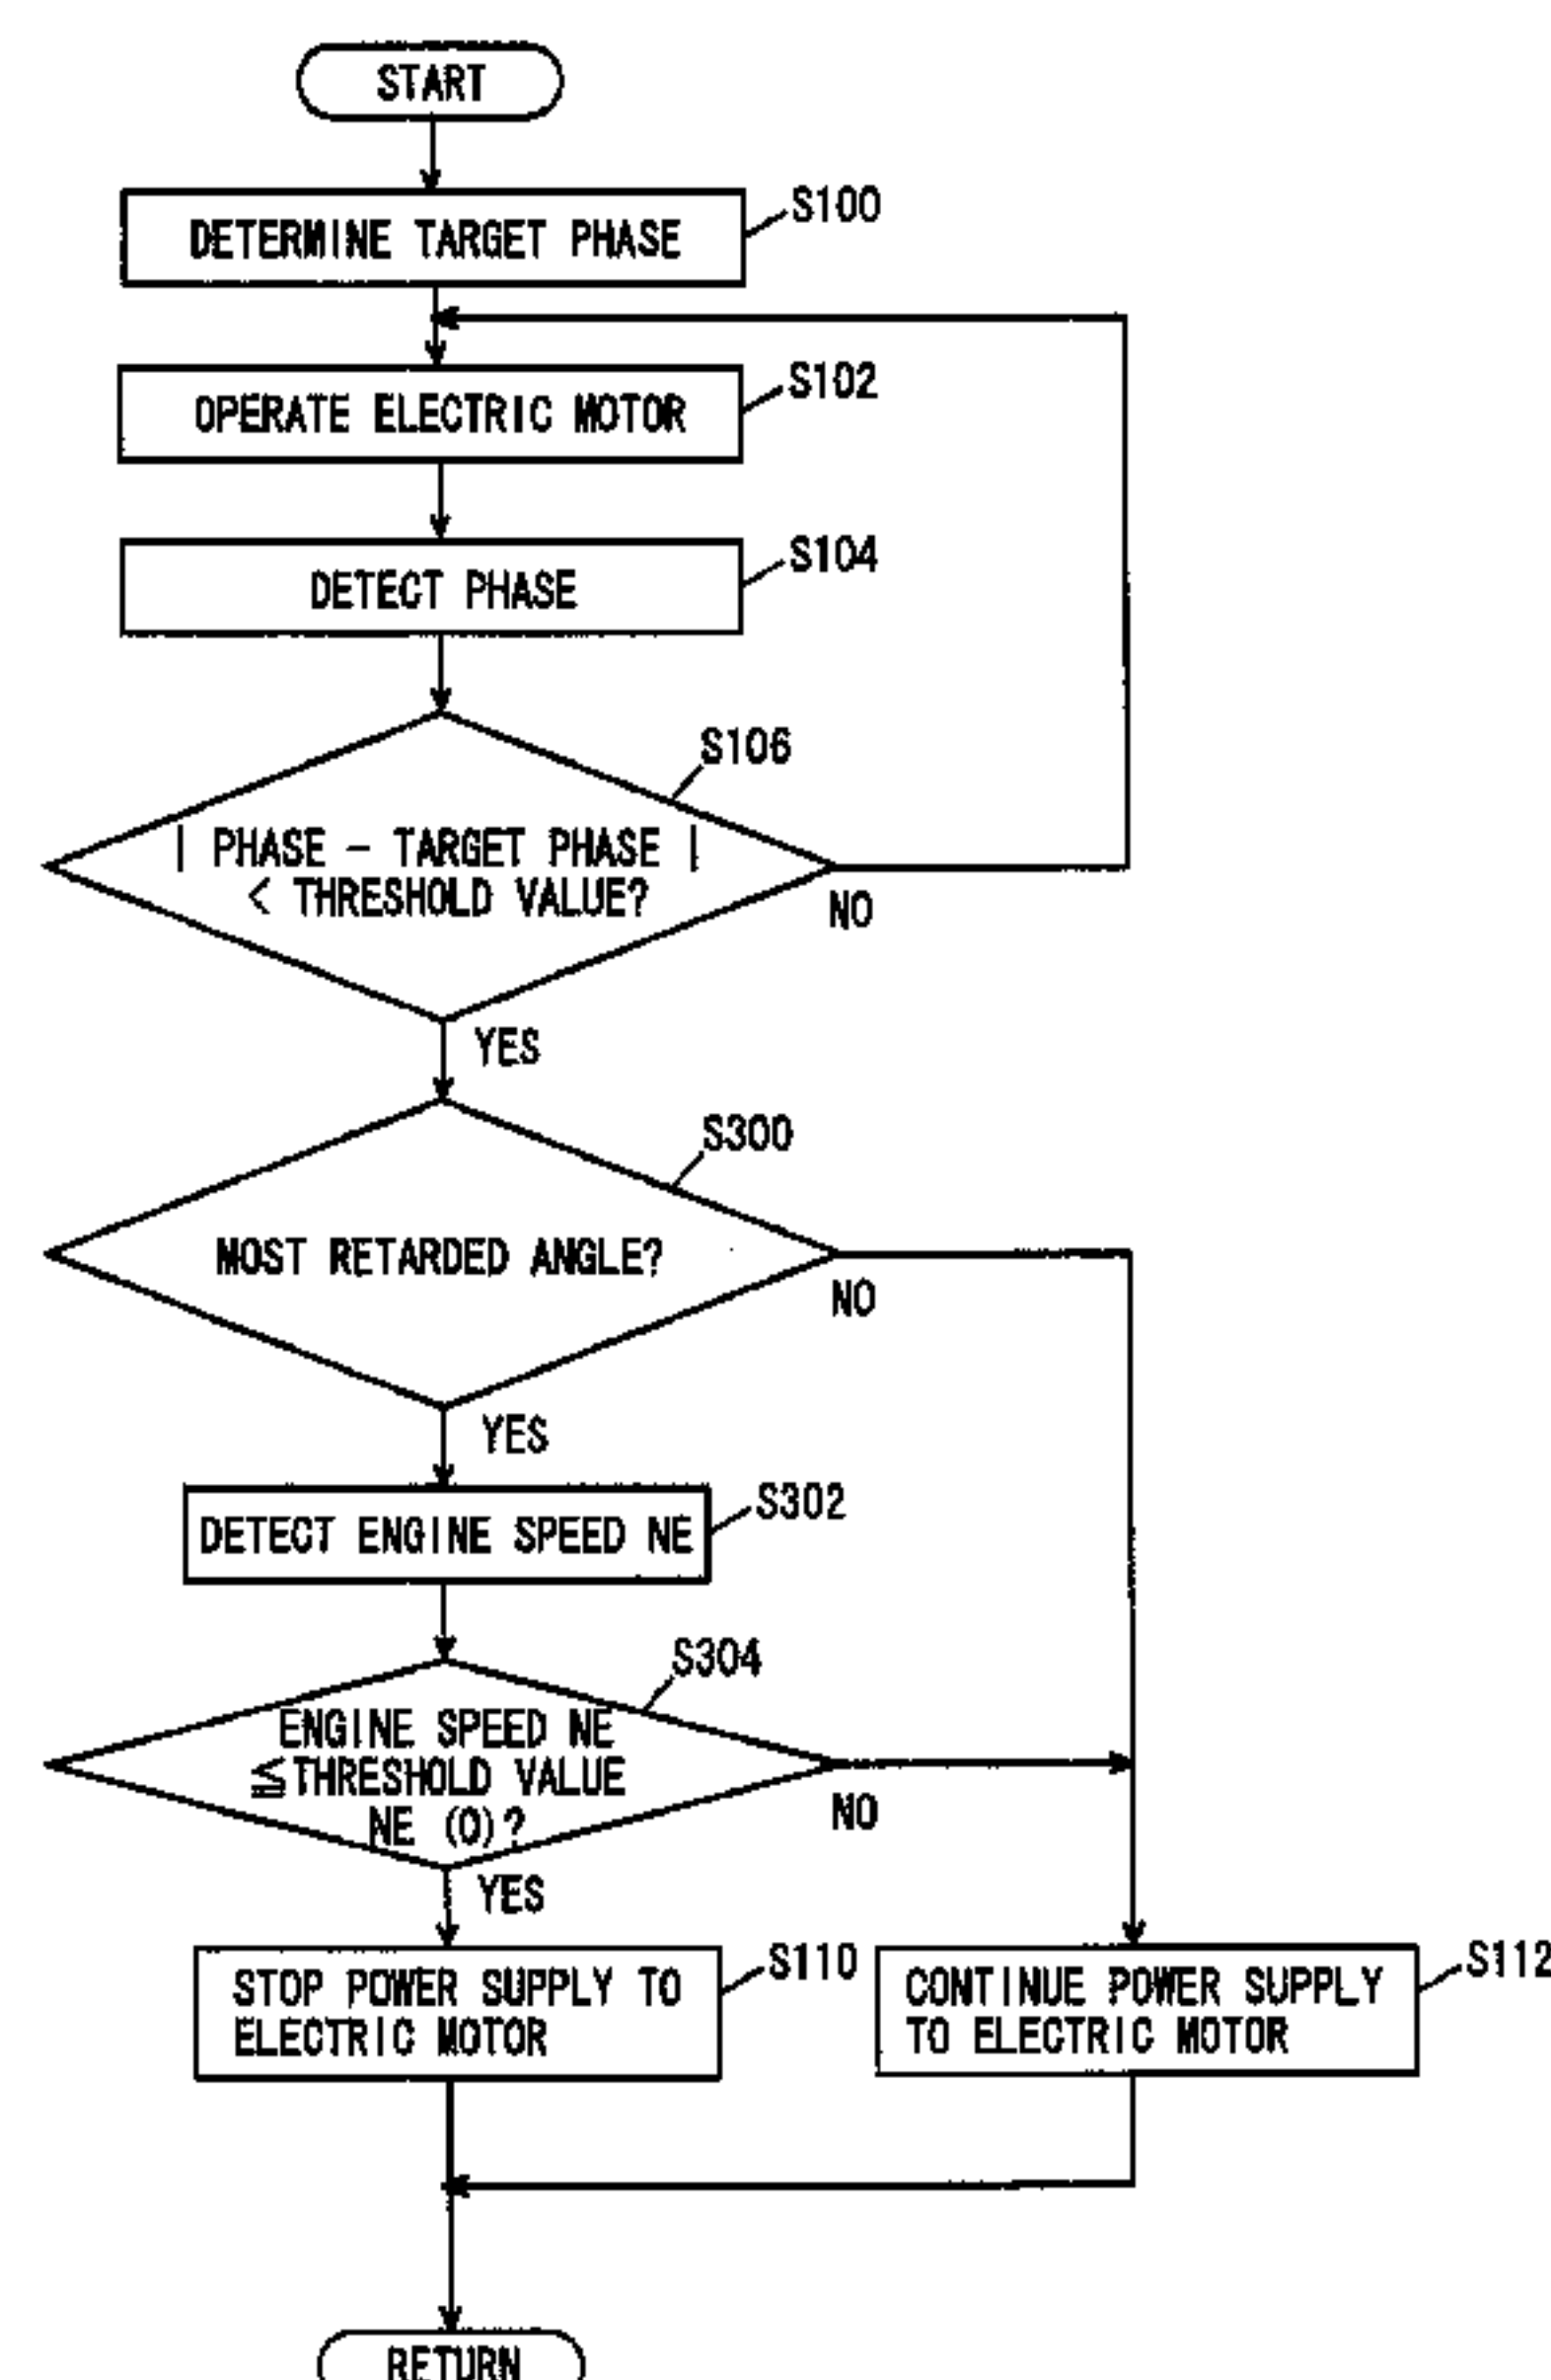 START
DETERMINE TARGET PHASE
S100
OPERATE ELECTRIC MOTOR
S102
DETECT PHASE
S104
S106
| PHASE - TARGET PHASE |
< THRESHOLD VALUE?
NO
YES
S300
MOST RETARDED ANGLE?
NO
YES
DETECT ENGINE SPEED NE
S302
S304
ENGINE SPEED NE
≦THRESHOLD VALUE
NE (0)?
NO
YES
STOP POWER SUPPLY TO
ELECTRIC MOTOR
S110
CONTINUE POWER SUPPLY
TO ELECTRIC MOTOR
S112
RETURN